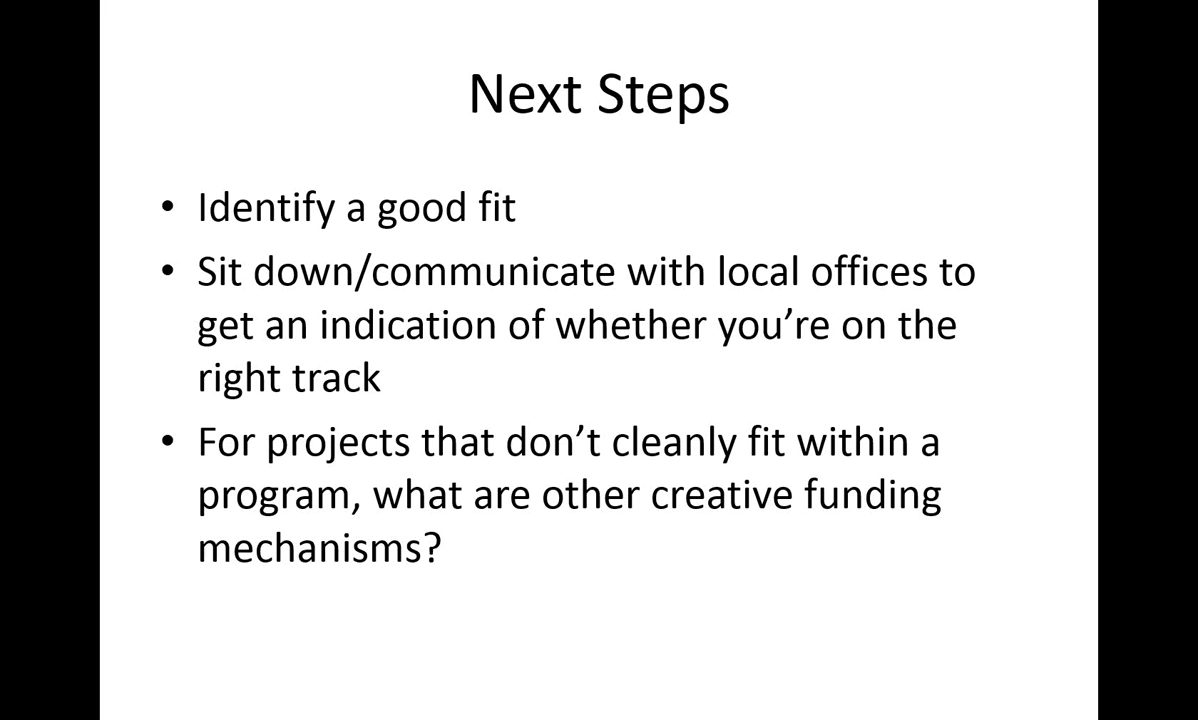 Next Steps
• Identify a good fit
• Sit down/communicate with local offices to
get an indication of whether you’re on the
right track
• For projects that don’t cleanly fit within a
program, what are other creative funding
mechanisms?